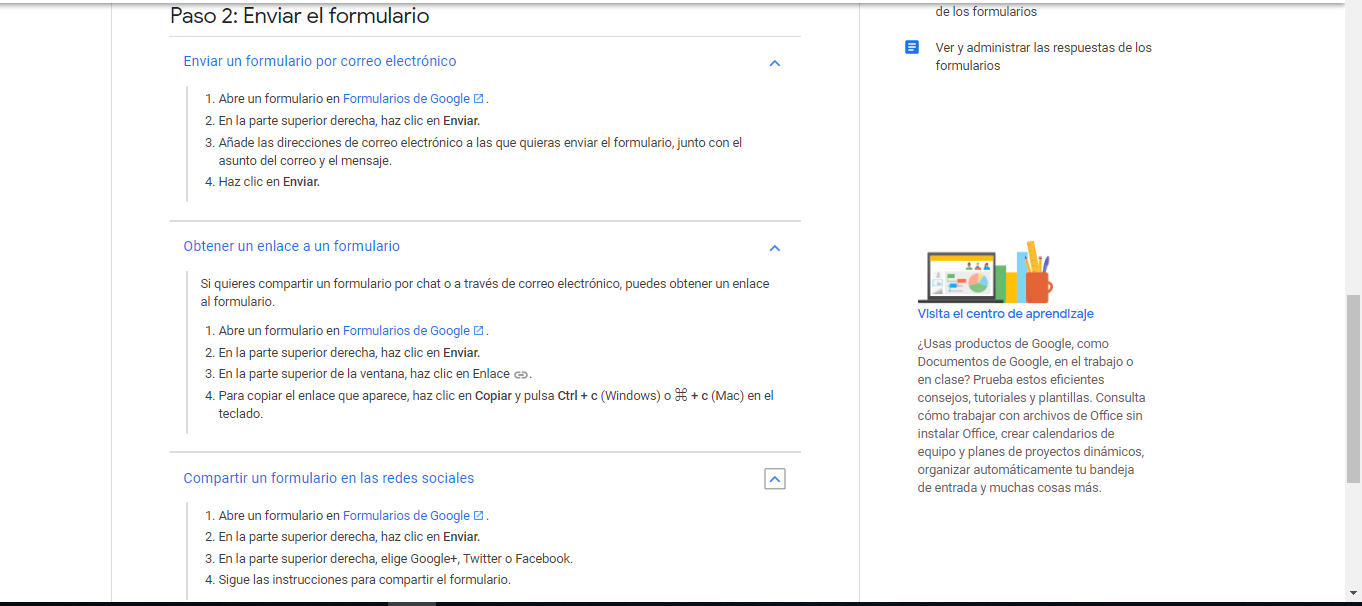 Paso 2: Enviar el formulario
Enviar un formulario por correo electrónico
1. Abre un formulario en Formularios de Google.
2. En la parte superior derecha, haz clic en Enviar.
3. Añade las direcciones de correo electrónico a las que quieras enviar el formulario, junto con el
asunto del correo y el mensaje.
4. Haz clic en Enviar.
Obtener un enlace a un formulario
Si quieres compartir un formulario por chat o a través de correo electrónico, puedes obtener un enlace
al formulario.
1. Abre un formulario en Formularios de Google.
2. En la parte superior derecha, haz clic en Enviar.
3. En la parte superior de la ventana, haz clic en Enlace.
4. Para copiar el enlace que aparece, haz clic en Copiar y pulsa Ctrl + c (Windows) o ⌘ + c (Mac) en el
teclado.
Compartir un formulario en las redes sociales
1. Abre un formulario en Formularios de Google.
2. En la parte superior derecha, haz clic en Enviar.
3. En la parte superior derecha, elige Google+, Twitter o Facebook.
4. Sigue las instrucciones para compartir el formulario.
de los formularios
Ver y administrar las respuestas de los
formularios
Visita el centro de aprendizaje
¿Usas productos de Google, como
Documentos de Google, en el trabajo o
en clase? Prueba estos eficientes
consejos, tutoriales y plantillas. Consulta
cómo trabajar con archivos de Office sin
instalar Office, crear calendarios de
equipo y planes de proyectos dinámicos,
organizar automáticamente tu bandeja
de entrada y muchas cosas más.